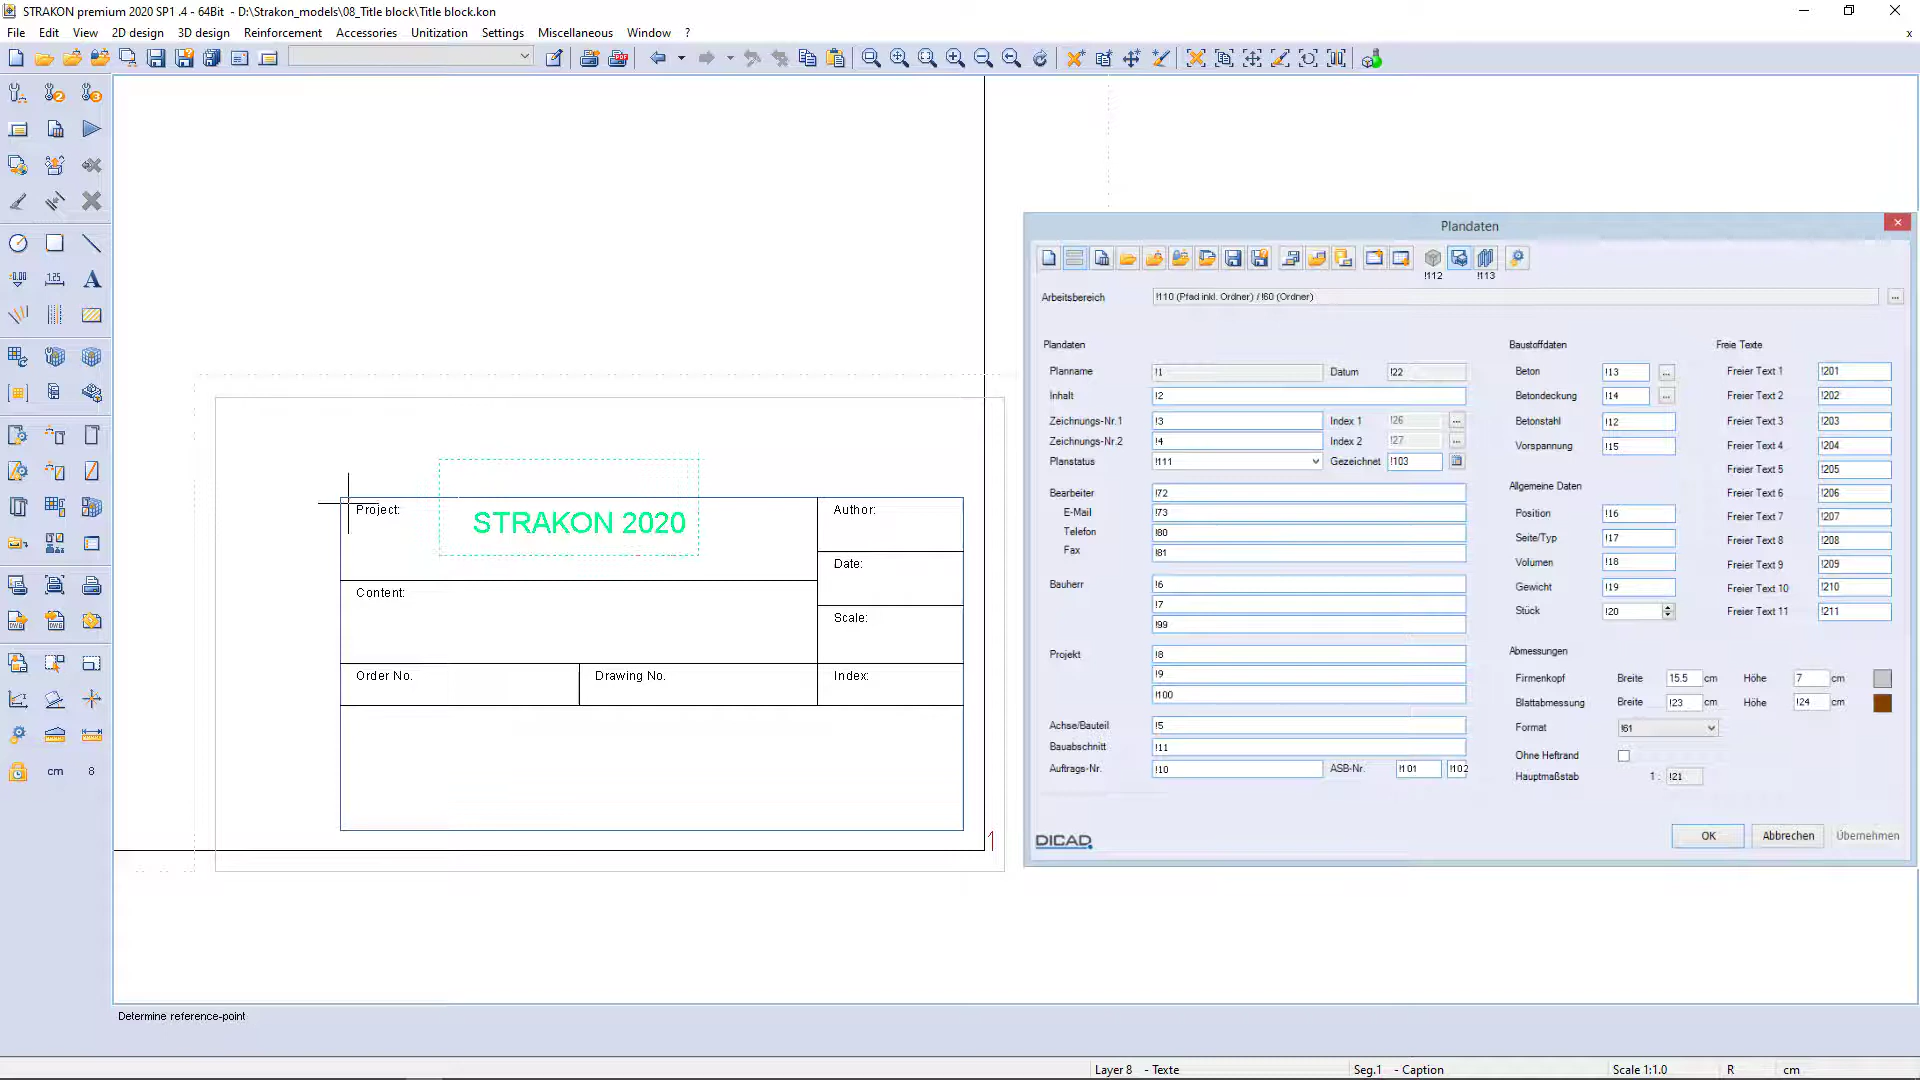 STRAKON premium 2020 SP1 .4 - 64Bit - D:\Strakon_models\08_Title block\Title block.kon
File Edit View 2D design 3D design Reinforcement Accessories Unitization Settings Miscellaneous Window ?
x
Plandaten
!112 !113
Arbeitsbereich !110 (Pfad inkl. Ordner) / !60 (Ordner) ...
Plandaten Baustoffdaten Freie Texte
Planname !1 Datum !22 Beton !13 ... Freier Text 1 !201
Inhalt !2 Betondeckung !14 ... Freier Text 2 !202
Zeichnungs-Nr.1 !3 Index 1 !26 ... Betonstahl !12 Freier Text 3 !203
Zeichnungs-Nr.2 !4 Index 2 !27 ... Vorspannung !15 Freier Text 4 !204
Planstatus !111 Gezeichnet !103 Freier Text 5 !205
Allgemeine Daten Freier Text 6 !206
Bearbeiter !72
E-Mail !73 Position !16 Freier Text 7 !207
Telefon !80 Seite/Typ !17 Freier Text 8 !208
Fax !81 Volumen !18 Freier Text 9 !209
Bauherr !6 Gewicht !19 Freier Text 10 !210
!7 Stück !20 Freier Text 11 !211
!99
Projekt !8 Abmessungen
!9 Firmenkopf Breite 15.5 cm Höhe 7 cm
!100 Blattabmessung Breite !23 cm Höhe !24 cm
Achse/Bauteil !5 Format !61
Bauabschnitt !11 Ohne Heftrand
Auftrags-Nr. !10 ASB-Nr. !101 !102 Hauptmaßstab 1 : !21
DICAD OK Abbrechen Übernehmen
Project: STRAKON 2020 Author:
Date:
Content:
Scale:
Order No. Drawing No. Index:
1
1.25 A
2 3
DWG DWG
cm 8
Determine reference-point
Layer 8 - Texte Seg.1 - Caption Scale 1:1.0 R cm